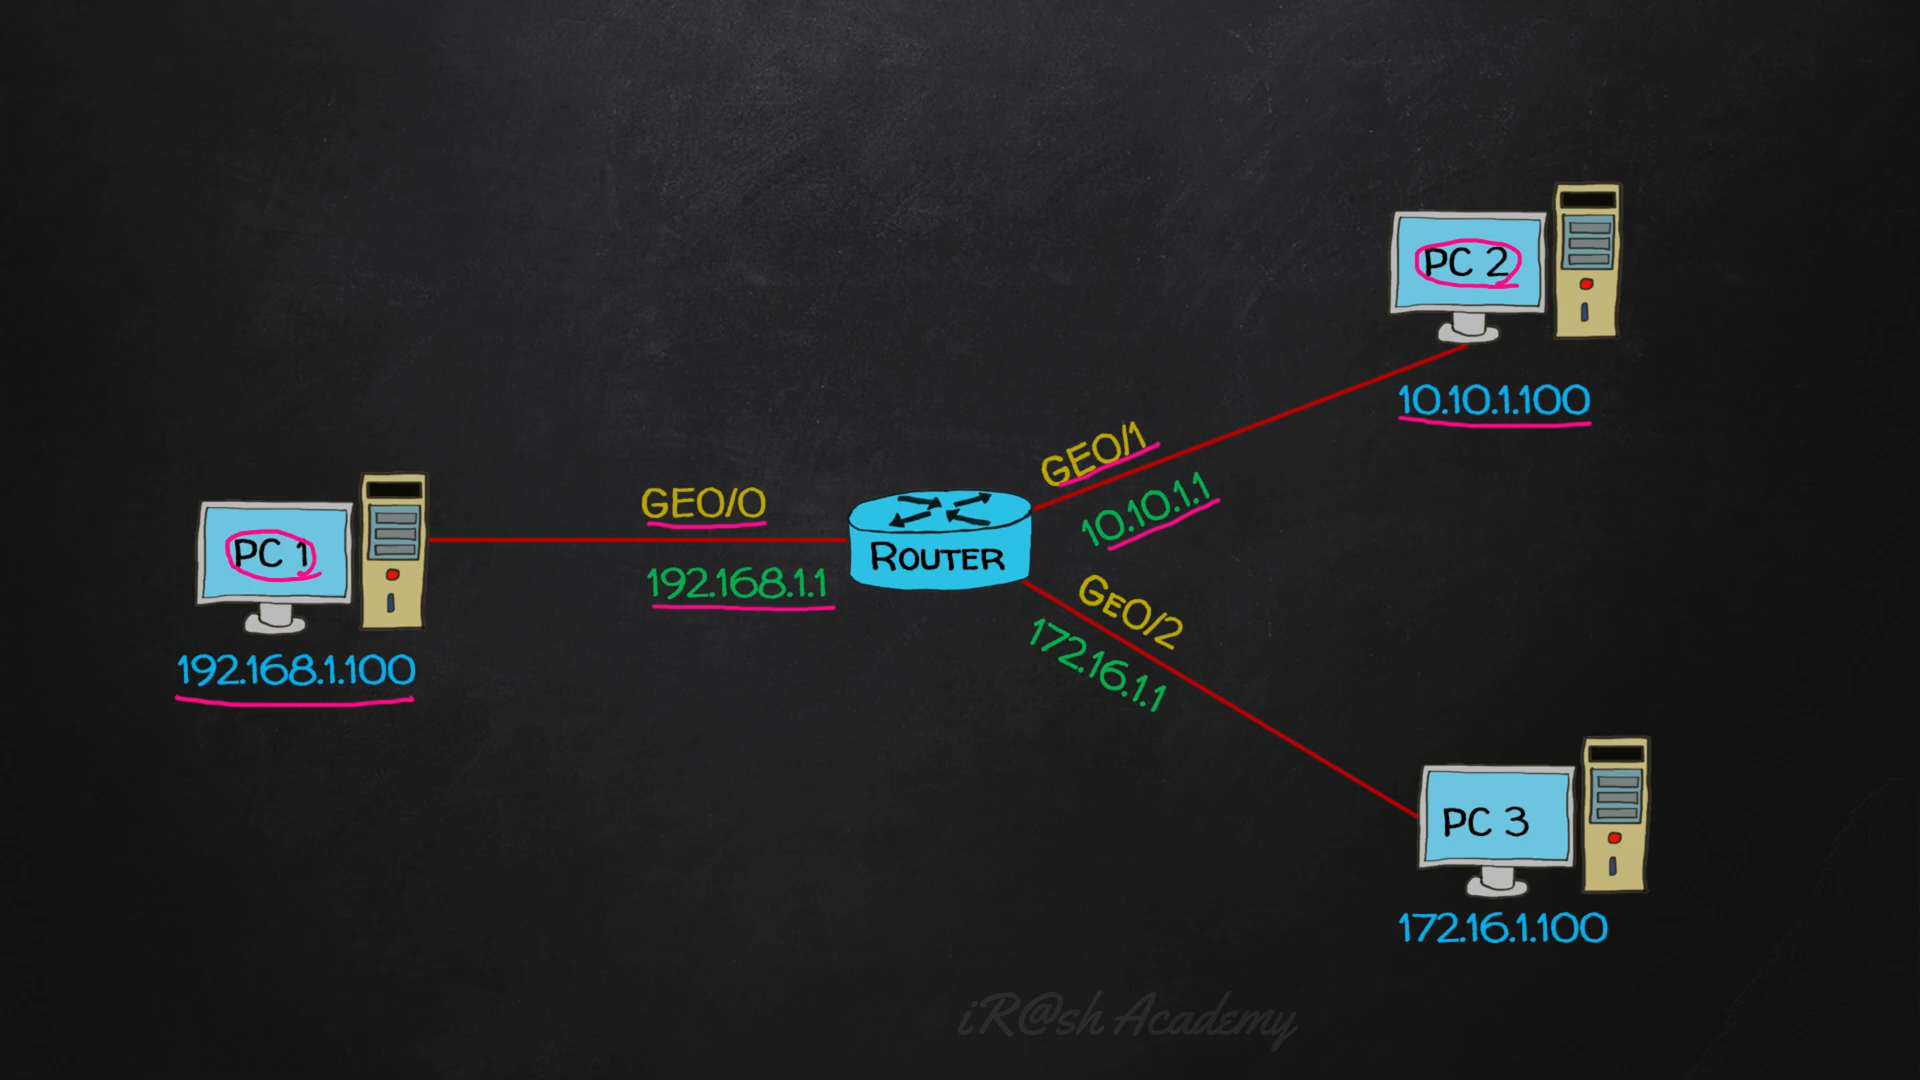 PC 2
10.10.1.100
GE0/1
10.10.1.1
PC 1
192.168.1.100
GE0/0
192.168.1.1
ROUTER
GE0/2
172.16.1.1
PC 3
172.16.1.100
iR@sh Academy